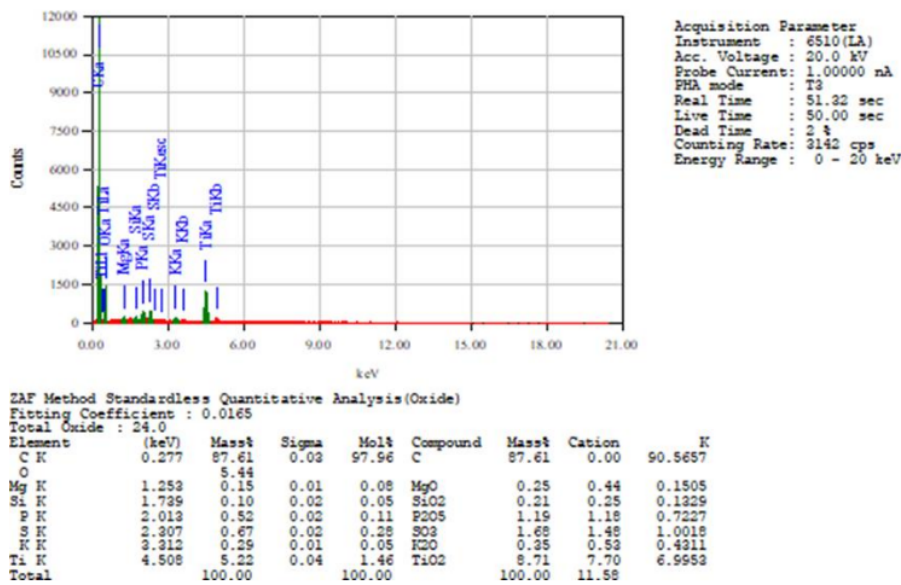 12000
10500
9000
7500
6000
4500
3000
1500
0
Counts
CKa
OKa
TiLa
MgKa
SiKa
PKa
SKa
SKb
TiKesc
KKa
KKb
TiKa
TiKb
0.00 3.00 6.00 9.00 12.00 15.00 18.00 21.00
keV
Acquisition Parameter
Instrument : 6510(LA)
Acc. Voltage : 20.0 kV
Probe Current: 1.00000 nA
PHA mode : T3
Real Time : 51.32 sec
Live Time : 50.00 sec
Dead Time : 2 %
Counting Rate: 3142 cps
Energy Range : 0 - 20 keV
ZAF Method Standardless Quantitative Analysis(Oxide)
Fitting Coefficient : 0.0165
Total Oxide : 24.0
Element (keV) Mass% Sigma Mol% Compound Mass% Cation K
C K 0.277 87.61 0.03 97.96 C 87.61 0.00 90.5657
O 5.44
Mg K 1.253 0.15 0.01 0.08 MgO 0.25 0.44 0.1505
Si K 1.739 0.10 0.02 0.05 SiO2 0.21 0.25 0.1329
P K 2.013 0.52 0.02 0.11 P2O5 1.19 1.18 0.7227
S K 2.307 0.67 0.02 0.28 SO3 1.68 1.48 1.0018
K K 3.312 0.29 0.01 0.05 K2O 0.35 0.53 0.4311
Ti K 4.508 5.22 0.04 1.46 TiO2 8.71 7.70 6.9953
Total 100.00 100.00 100.00 11.58